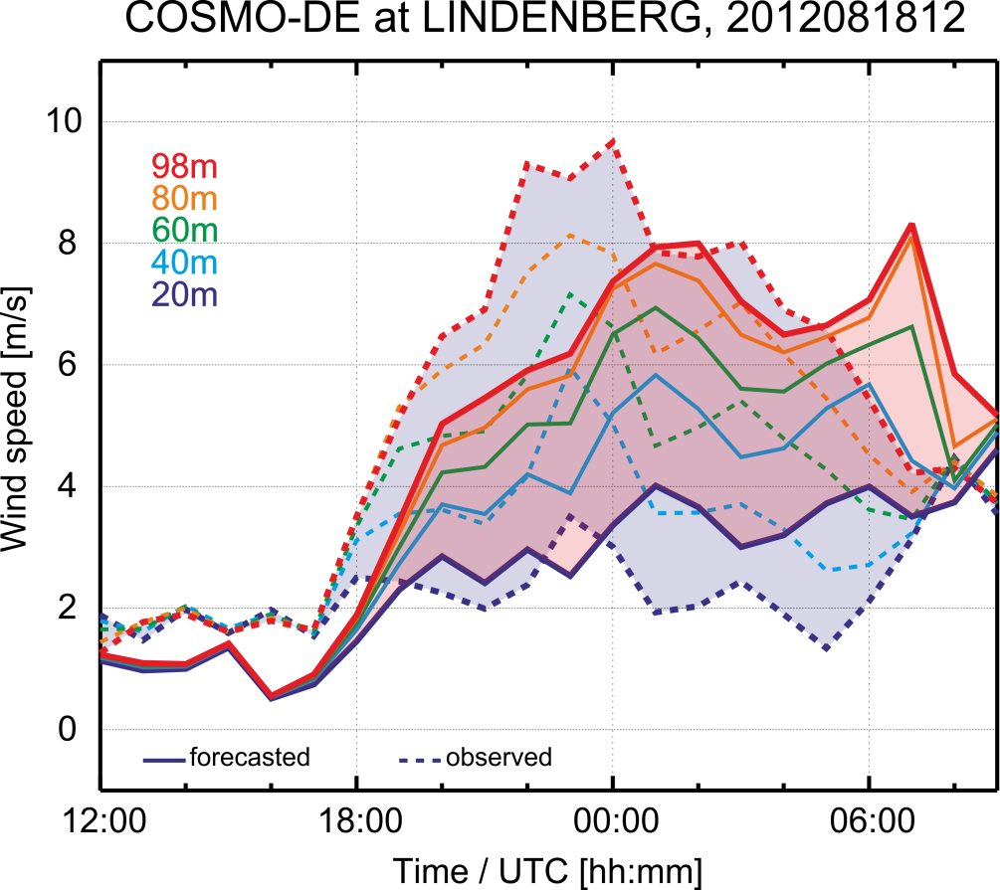 COSMO-DE at LINDENBERG, 2012081812
10
98m
80m
60m
40m
20m
8
6
4
2
0
Wind speed [m/s]
forecasted observed
12:00 18:00 00:00 06:00
Time / UTC [hh:mm]